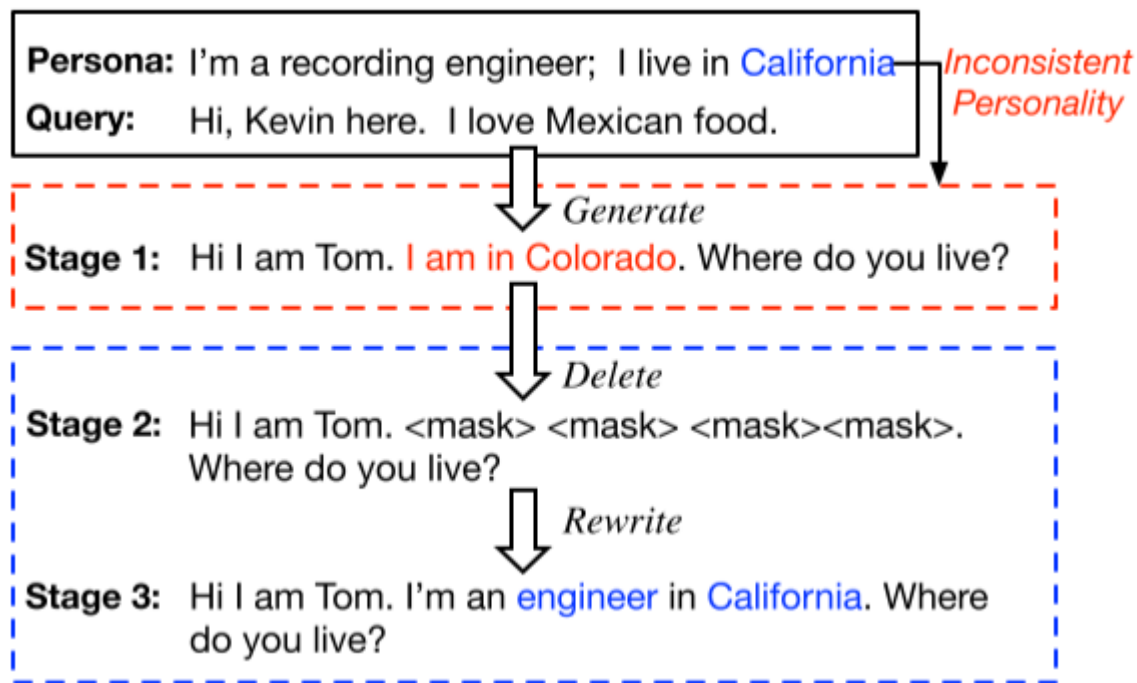 Persona: I'm a recording engineer;  I live in California
Inconsistent
Personality
Query: Hi, Kevin here.  I love Mexican food.
Generate
Stage 1: Hi I am Tom. I am in Colorado. Where do you live?
Delete
Stage 2: Hi I am Tom. <mask> <mask> <mask><mask>.
Where do you live?
Rewrite
Stage 3: Hi I am Tom. I'm an engineer in California. Where
do you live?